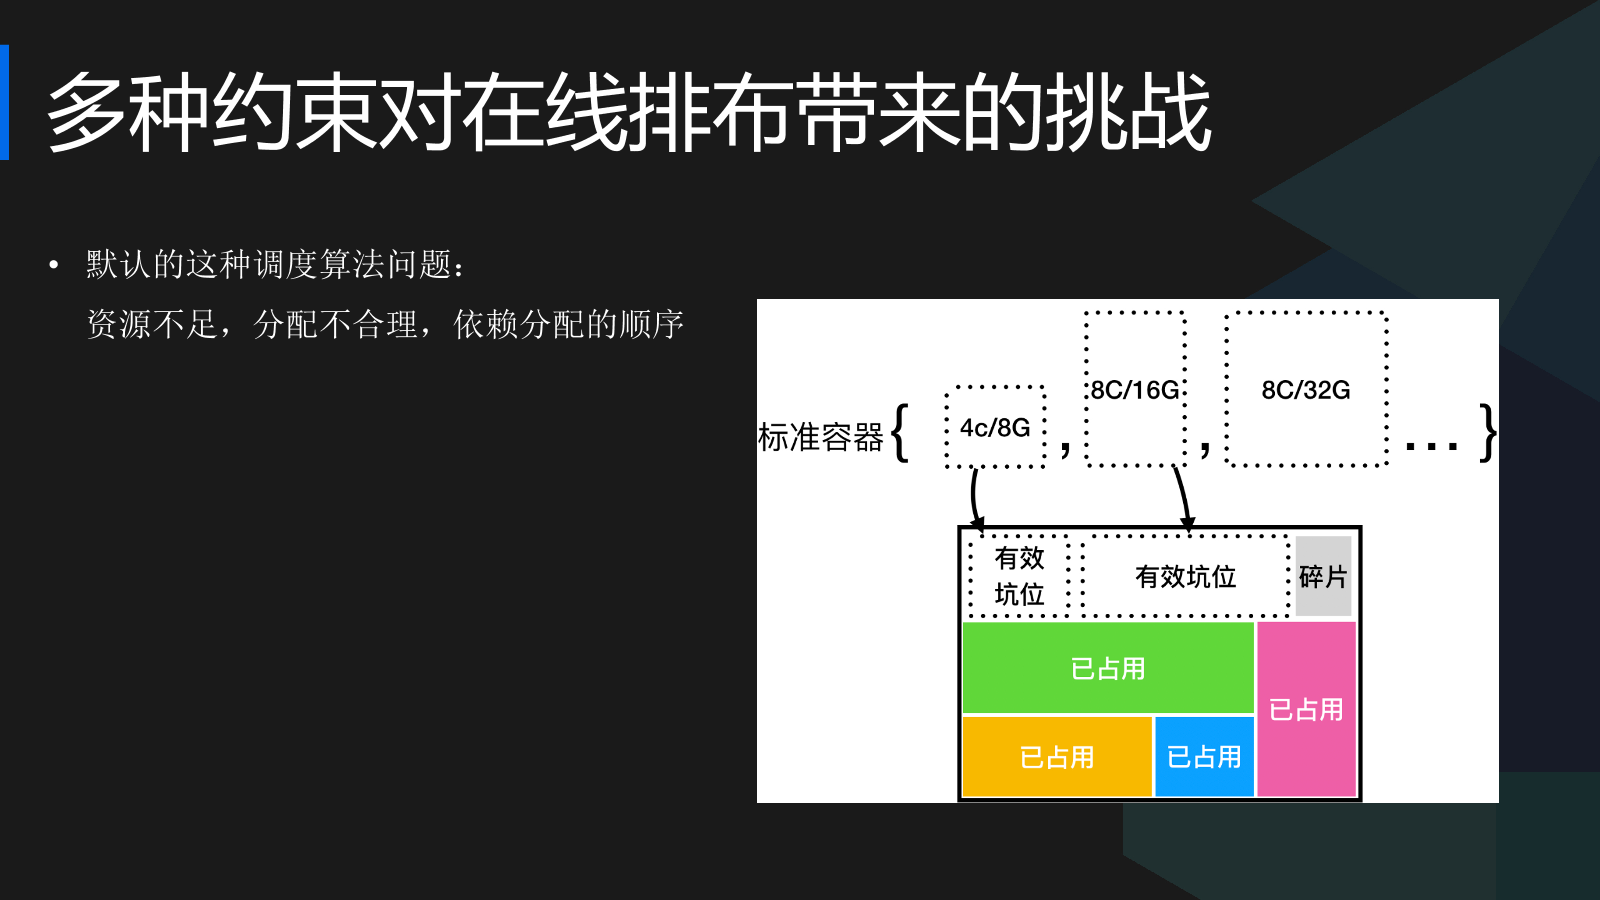 多种约束对在线排布带来的挑战
• 默认的这种调度算法问题：
资源不足，分配不合理，依赖分配的顺序
标准容器 { 4c/8G , 8C/16G , 8C/32G ... }
有效
坑位
有效坑位
碎片
已占用
已占用
已占用
已占用